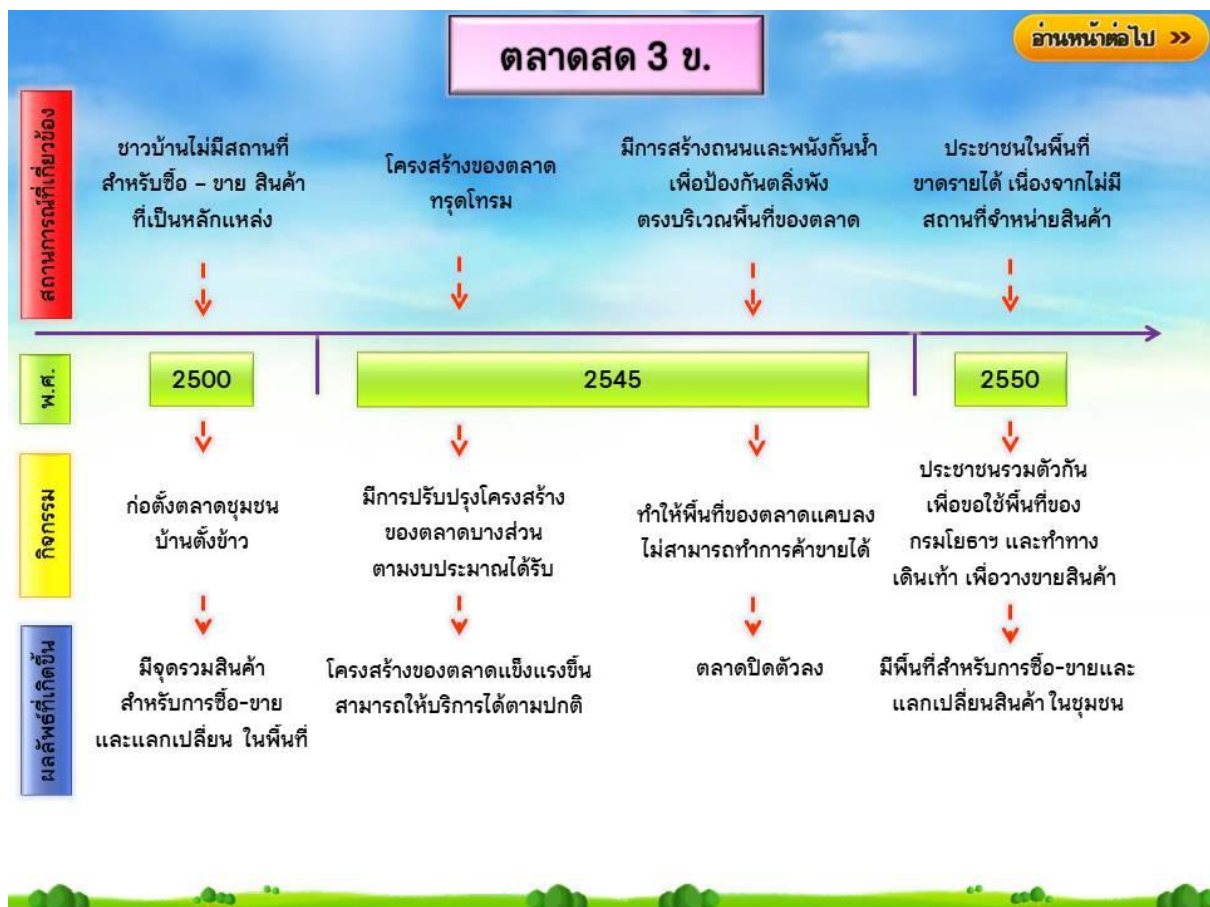 ตลาดสด 3 ข.
อ่านหน้าต่อไป >>
สถานการณ์ที่เกี่ยวข้อง
ชาวบ้านไม่มีสถานที่
สำหรับซื้อ – ขาย สินค้า
ที่เป็นหลักแหล่ง
โครงสร้างของตลาด
ทรุดโทรม
มีการสร้างถนนและพนังกั้นน้ำ
เพื่อป้องกันตลิ่งพัง
ตรงบริเวณพื้นที่ของตลาด
ประชาชนในพื้นที่
ขาดรายได้ เนื่องจากไม่มี
สถานที่จำหน่ายสินค้า
พ.ศ.
2500
2545
2550
กิจกรรม
ก่อตั้งตลาดชุมชน
บ้านตั้งข้าว
มีการปรับปรุงโครงสร้าง
ของตลาดบางส่วน
ตามงบประมาณได้รับ
ทำให้พื้นที่ของตลาดแคบลง
ไม่สามารถทำการค้าขายได้
ประชาชนรวมตัวกัน
เพื่อขอใช้พื้นที่ของ
กรมโยธาฯ และทำทาง
เดินเท้า เพื่อวางขายสินค้า
ผลลัพธ์ที่เกิดขึ้น
มีจุดรวมสินค้า
สำหรับการซื้อ-ขาย
และแลกเปลี่ยน ในพื้นที่
โครงสร้างของตลาดแข็งแรงขึ้น
สามารถให้บริการได้ตามปกติ
ตลาดปิดตัวลง
มีพื้นที่สำหรับการซื้อ-ขายและ
แลกเปลี่ยนสินค้า ในชุมชน